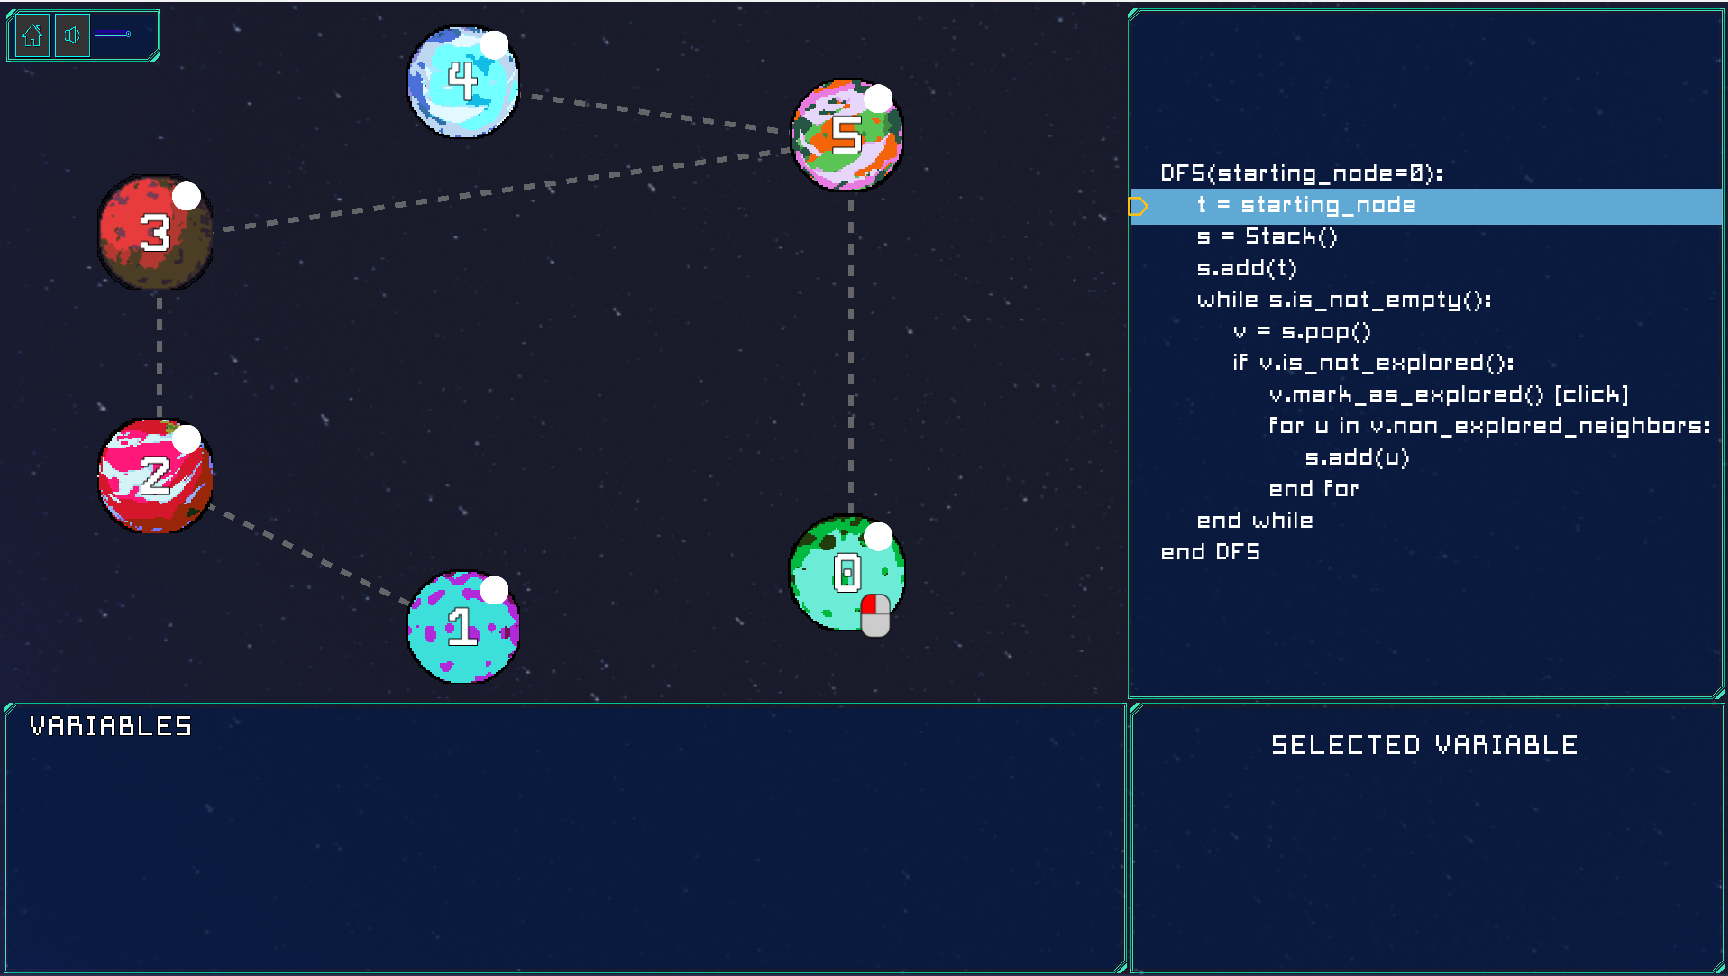 4
5
3
2
0
1
DFS(starting_node=0):
t = starting_node
s = Stack()
s.add(t)
while s.is_not_empty():
v = s.pop()
if v.is_not_explored():
v.mark_as_explored() [click]
for u in v.non_explored_neighbors:
s.add(u)
end for
end while
end DFS
VARIABLES
SELECTED VARIABLE